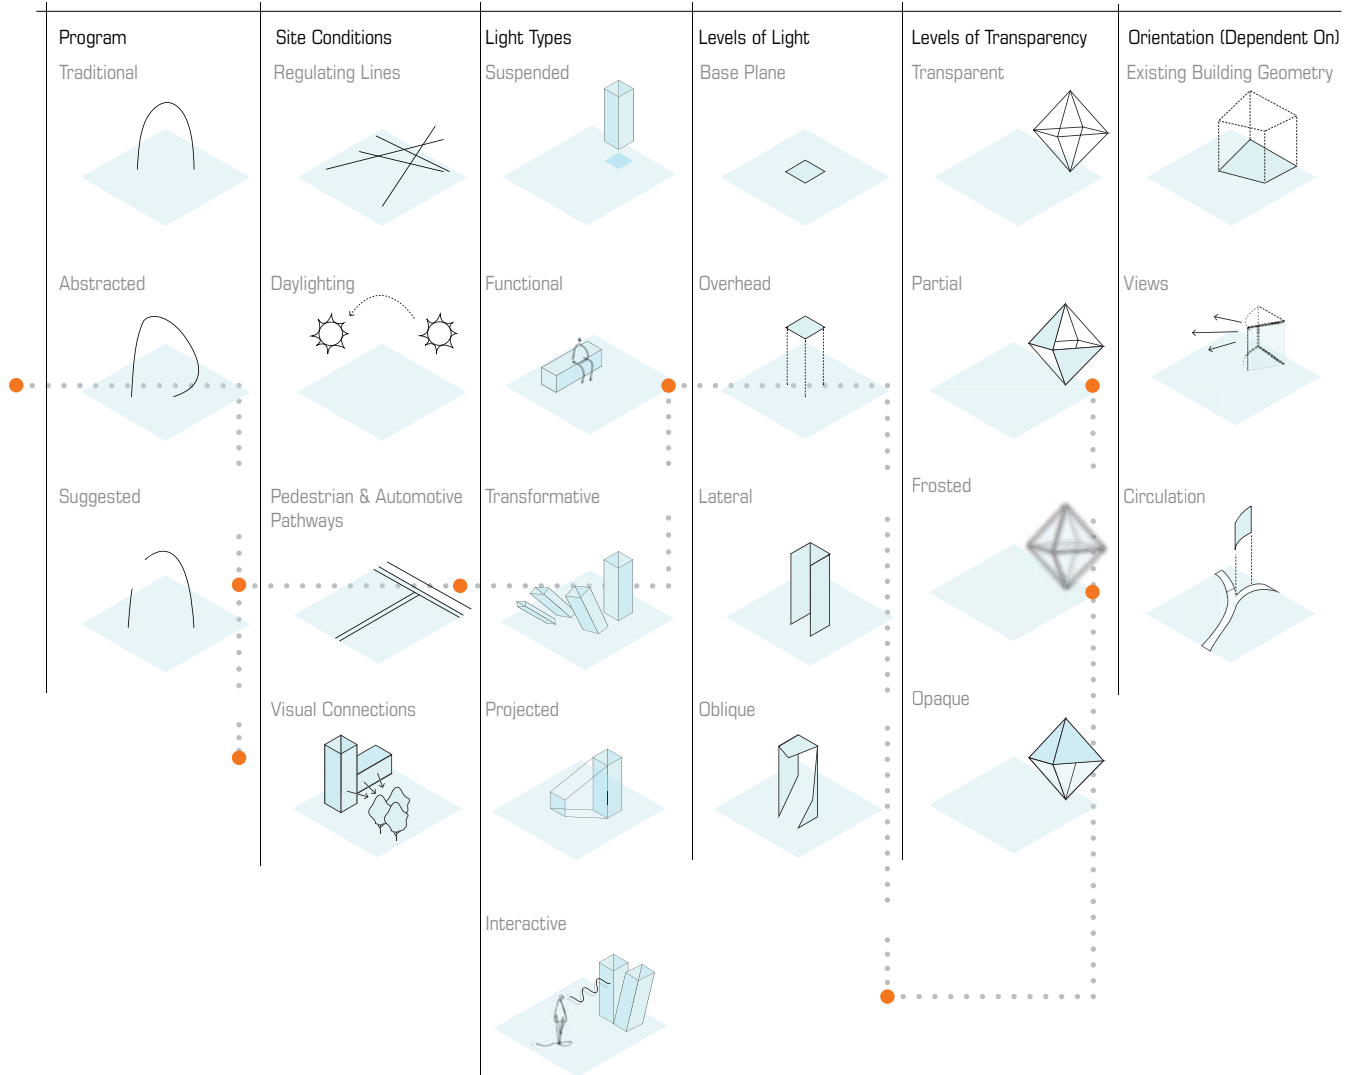 Program
Site Conditions
Light Types
Levels of Light
Levels of Transparency
Orientation (Dependent On)
Traditional
Regulating Lines
Suspended
Base Plane
Transparent
Existing Building Geometry
Abstracted
Daylighting
Functional
Overhead
Partial
Views
Suggested
Pedestrian & Automotive
Pathways
Transformative
Lateral
Frosted
Circulation
Visual Connections
Projected
Oblique
Opaque
Interactive